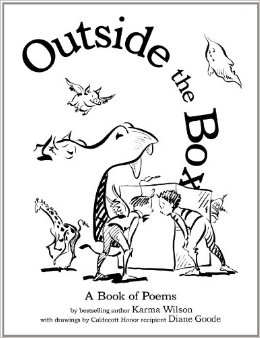 Outside
the
Box
A Book of Poems
by bestselling author Karma Wilson
with drawings by Caldecott Honor recipient Diane Goode